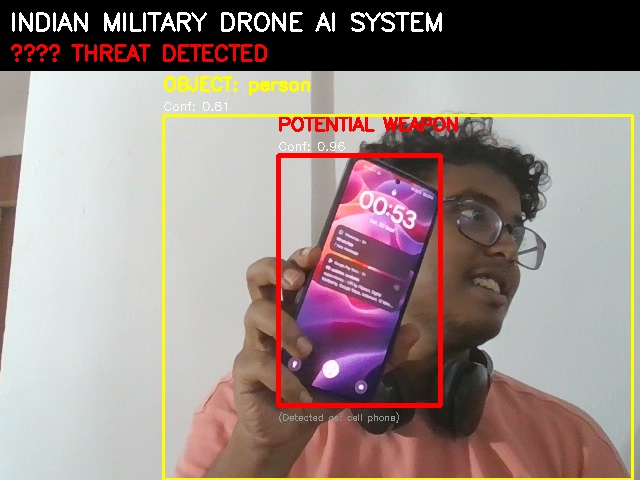 INDIAN MILITARY DRONE AI SYSTEM
???? THREAT DETECTED
OBJECT: person
Conf: 0.81
POTENTIAL WEAPON
Conf: 0.96
00:53
WhatsApp
(Detected as: cell phone)